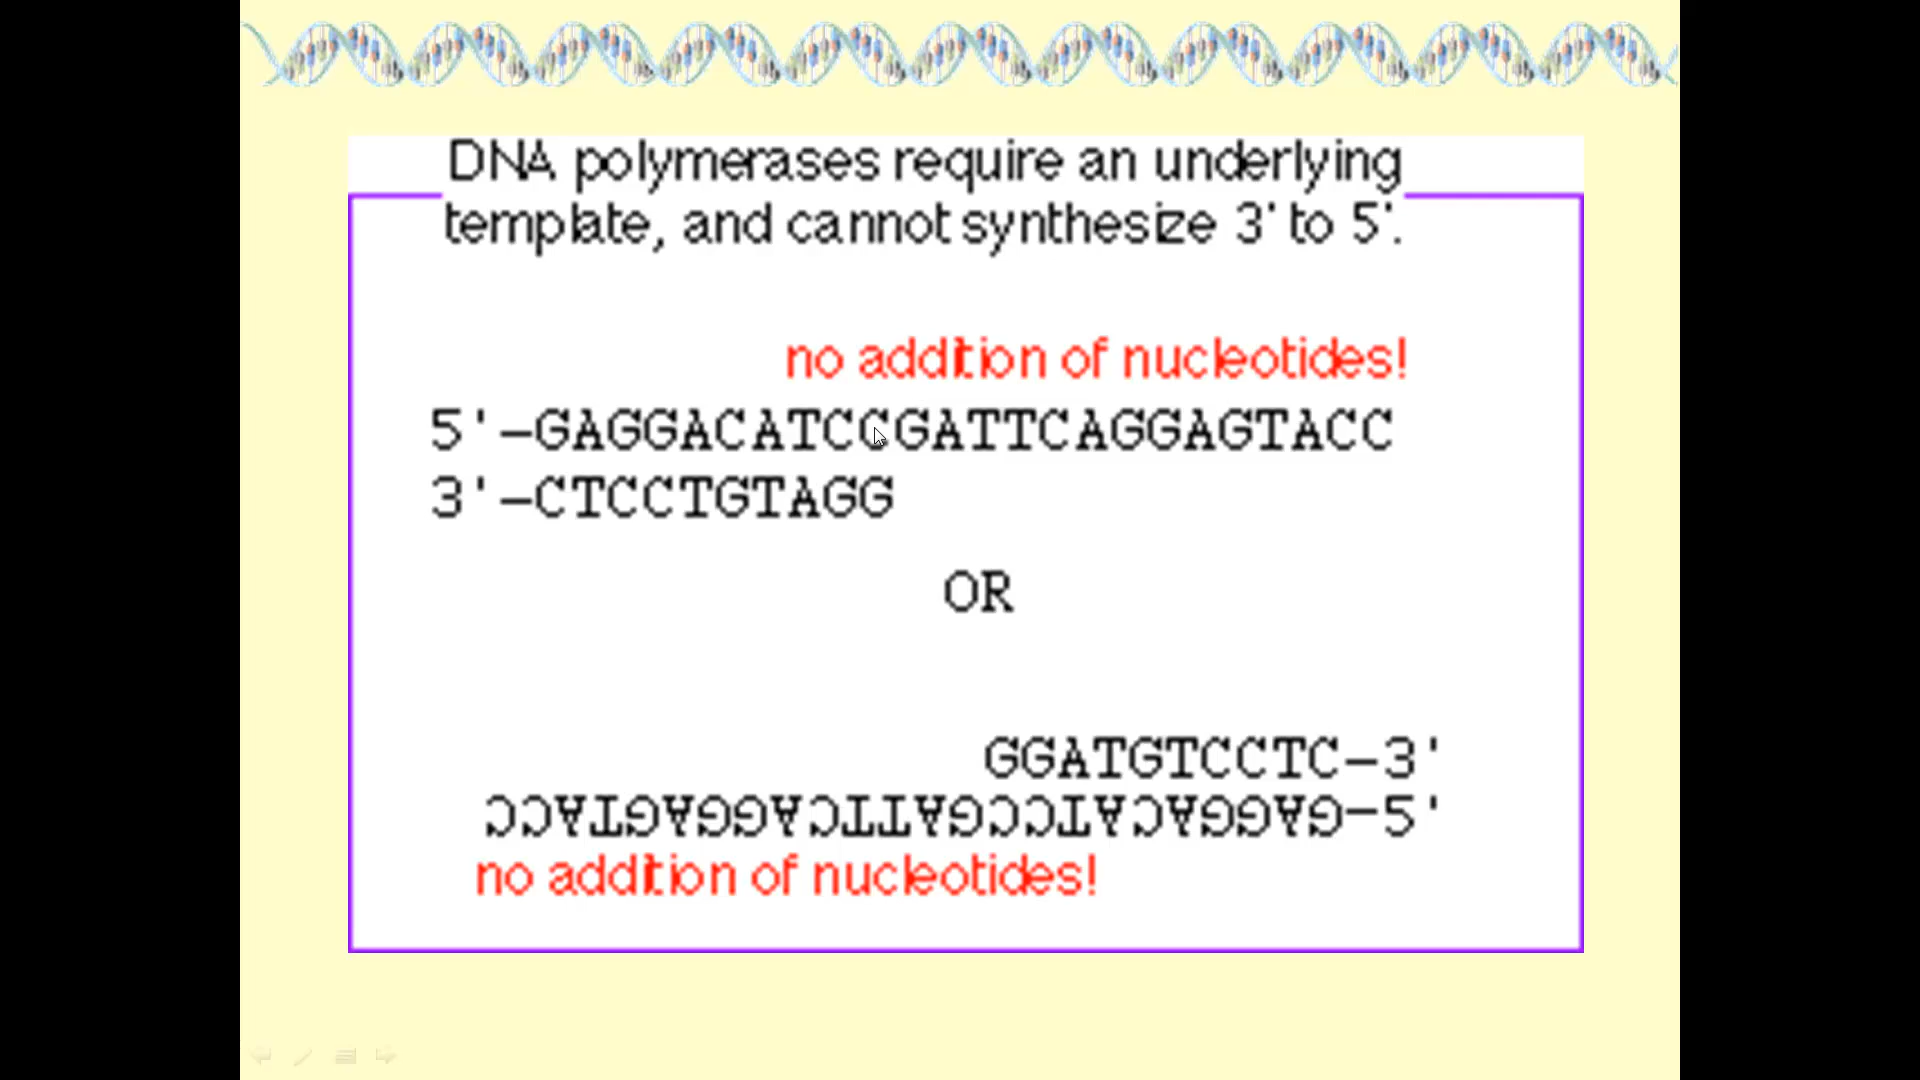 DNA polymerases require an underlying
template, and cannot synthesize 3' to 5'.
no addition of nucleotides!
5'-GAGGACATCCGATTCAGGAGTACC
3'-CTCCTGTAGG
OR
GGATGTCCTC-3'
CCATGAGGACTTAGCCTACAGGAG-5'
no addition of nucleotides!